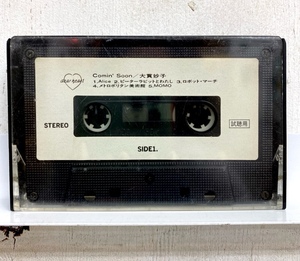 dear heart
Comin' Soon／大貫妙子
1.Alice 2.ピーターラビットとわたし 3.ロボット・マーチ
4.メトロポリタン美術館 5.MOMO
STEREO
試聴用
SIDE1.